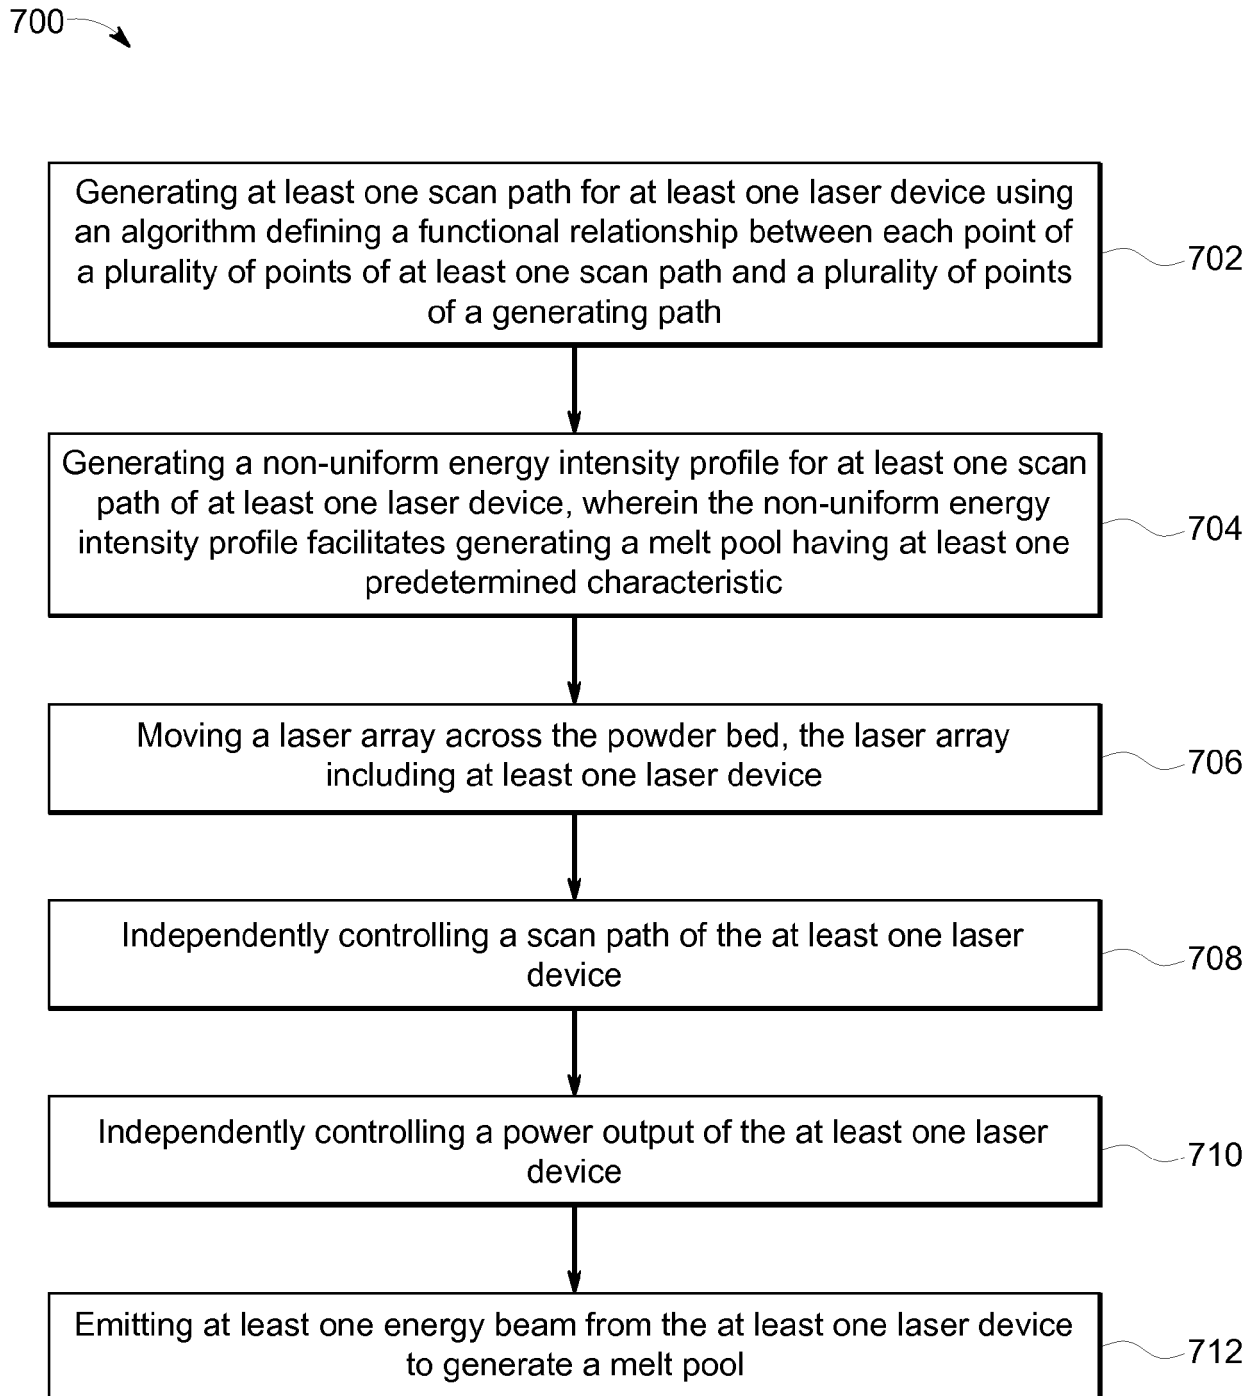 700
Generating at least one scan path for at least one laser device using
an algorithm defining a functional relationship between each point of
a plurality of points of at least one scan path and a plurality of points
of a generating path
702
Generating a non-uniform energy intensity profile for at least one scan
path of at least one laser device, wherein the non-uniform energy
intensity profile facilitates generating a melt pool having at least one
predetermined characteristic
704
Moving a laser array across the powder bed, the laser array
including at least one laser device
706
Independently controlling a scan path of the at least one laser
device
708
Independently controlling a power output of the at least one laser
device
710
Emitting at least one energy beam from the at least one laser device
to generate a melt pool
712